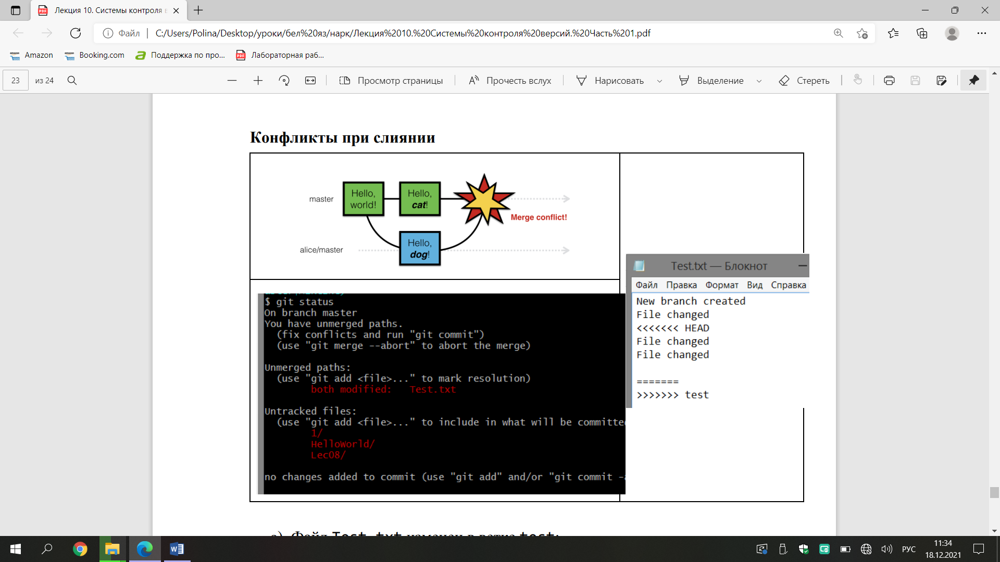 Лекция 10. Системы контроля в
Файл
C:/Users/Polina/Desktop/уроки/бел%20яз/нарк/Лекция%2010.%20Системы%20контроля%20версий.%20Часть%201.pdf
Amazon
Booking.com
Поддержка по про...
Лабораторная раб...
23
из 24
Просмотр страницы
Прочесть вслух
Нарисовать
Выделение
Стереть
Конфликты при слиянии
master
Hello,
world!
Hello,
cat!
Merge conflict!
alice/master
Hello,
dog!
$ git status
On branch master
You have unmerged paths.
(fix conflicts and run "git commit")
(use "git merge --abort" to abort the merge)
Unmerged paths:
(use "git add <file>..." to mark resolution)
both modified: Test.txt
Untracked files:
(use "git add <file>..." to include in what will be committed
1/
HelloWorld/
Lec08/
no changes added to commit (use "git add" and/or "git commit -a
Test.txt — Блокнот
Файл Правка Формат Вид Справка
New branch created
File changed
<<<<<<< HEAD
File changed
File changed
=======
>>>>>>> test
а) Файл Test.txt изменен в ветке test:
РУС
11:34
18.12.2021